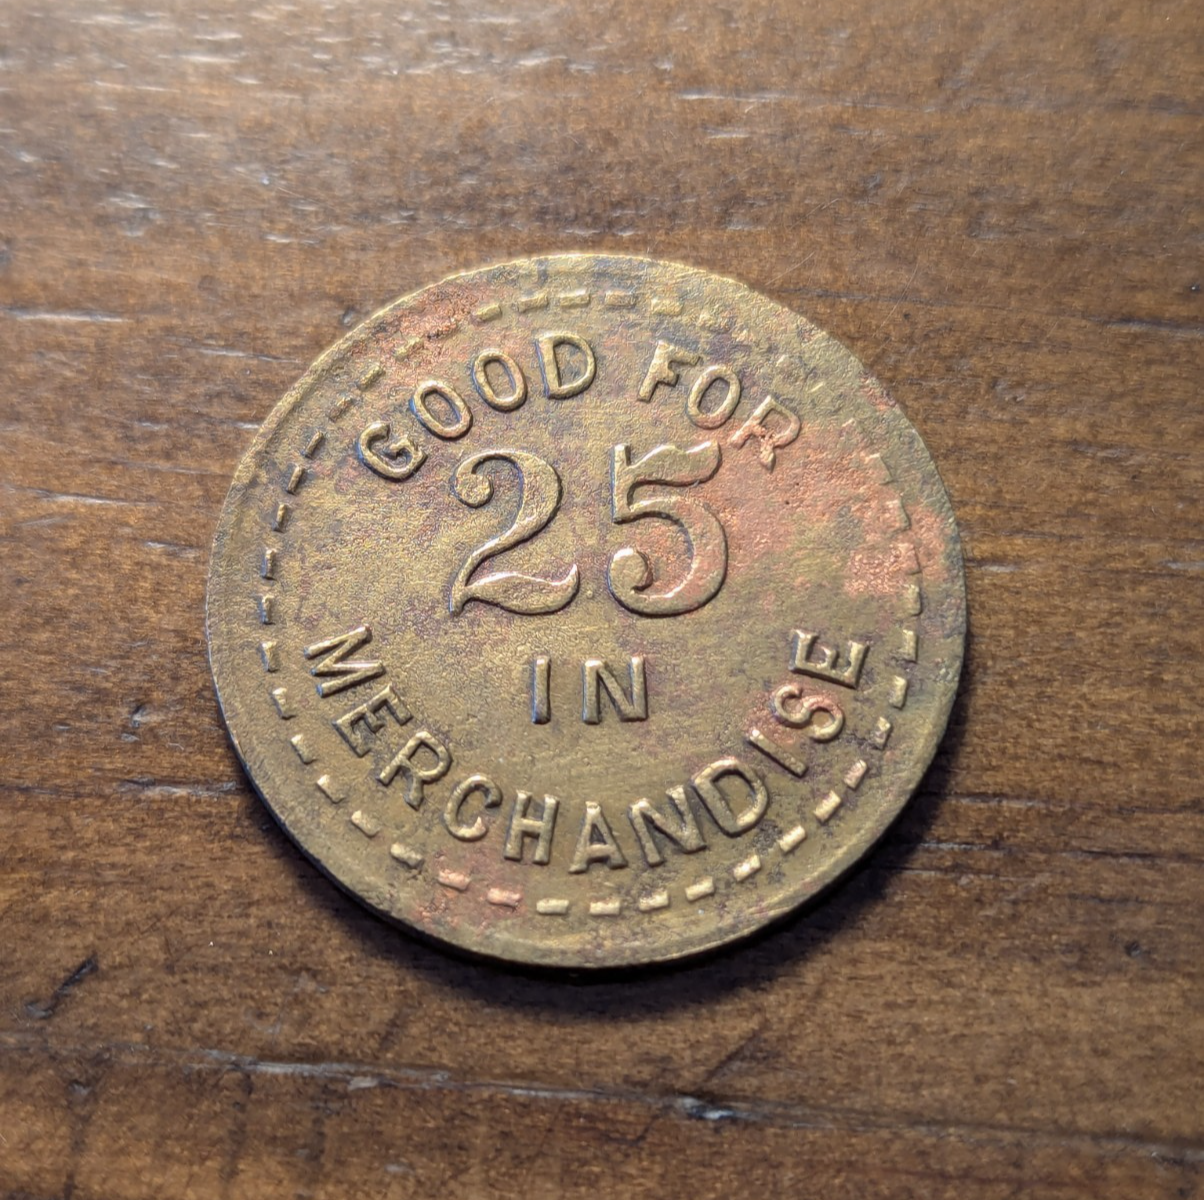 GOOD FOR
25
IN
MERCHANDISE